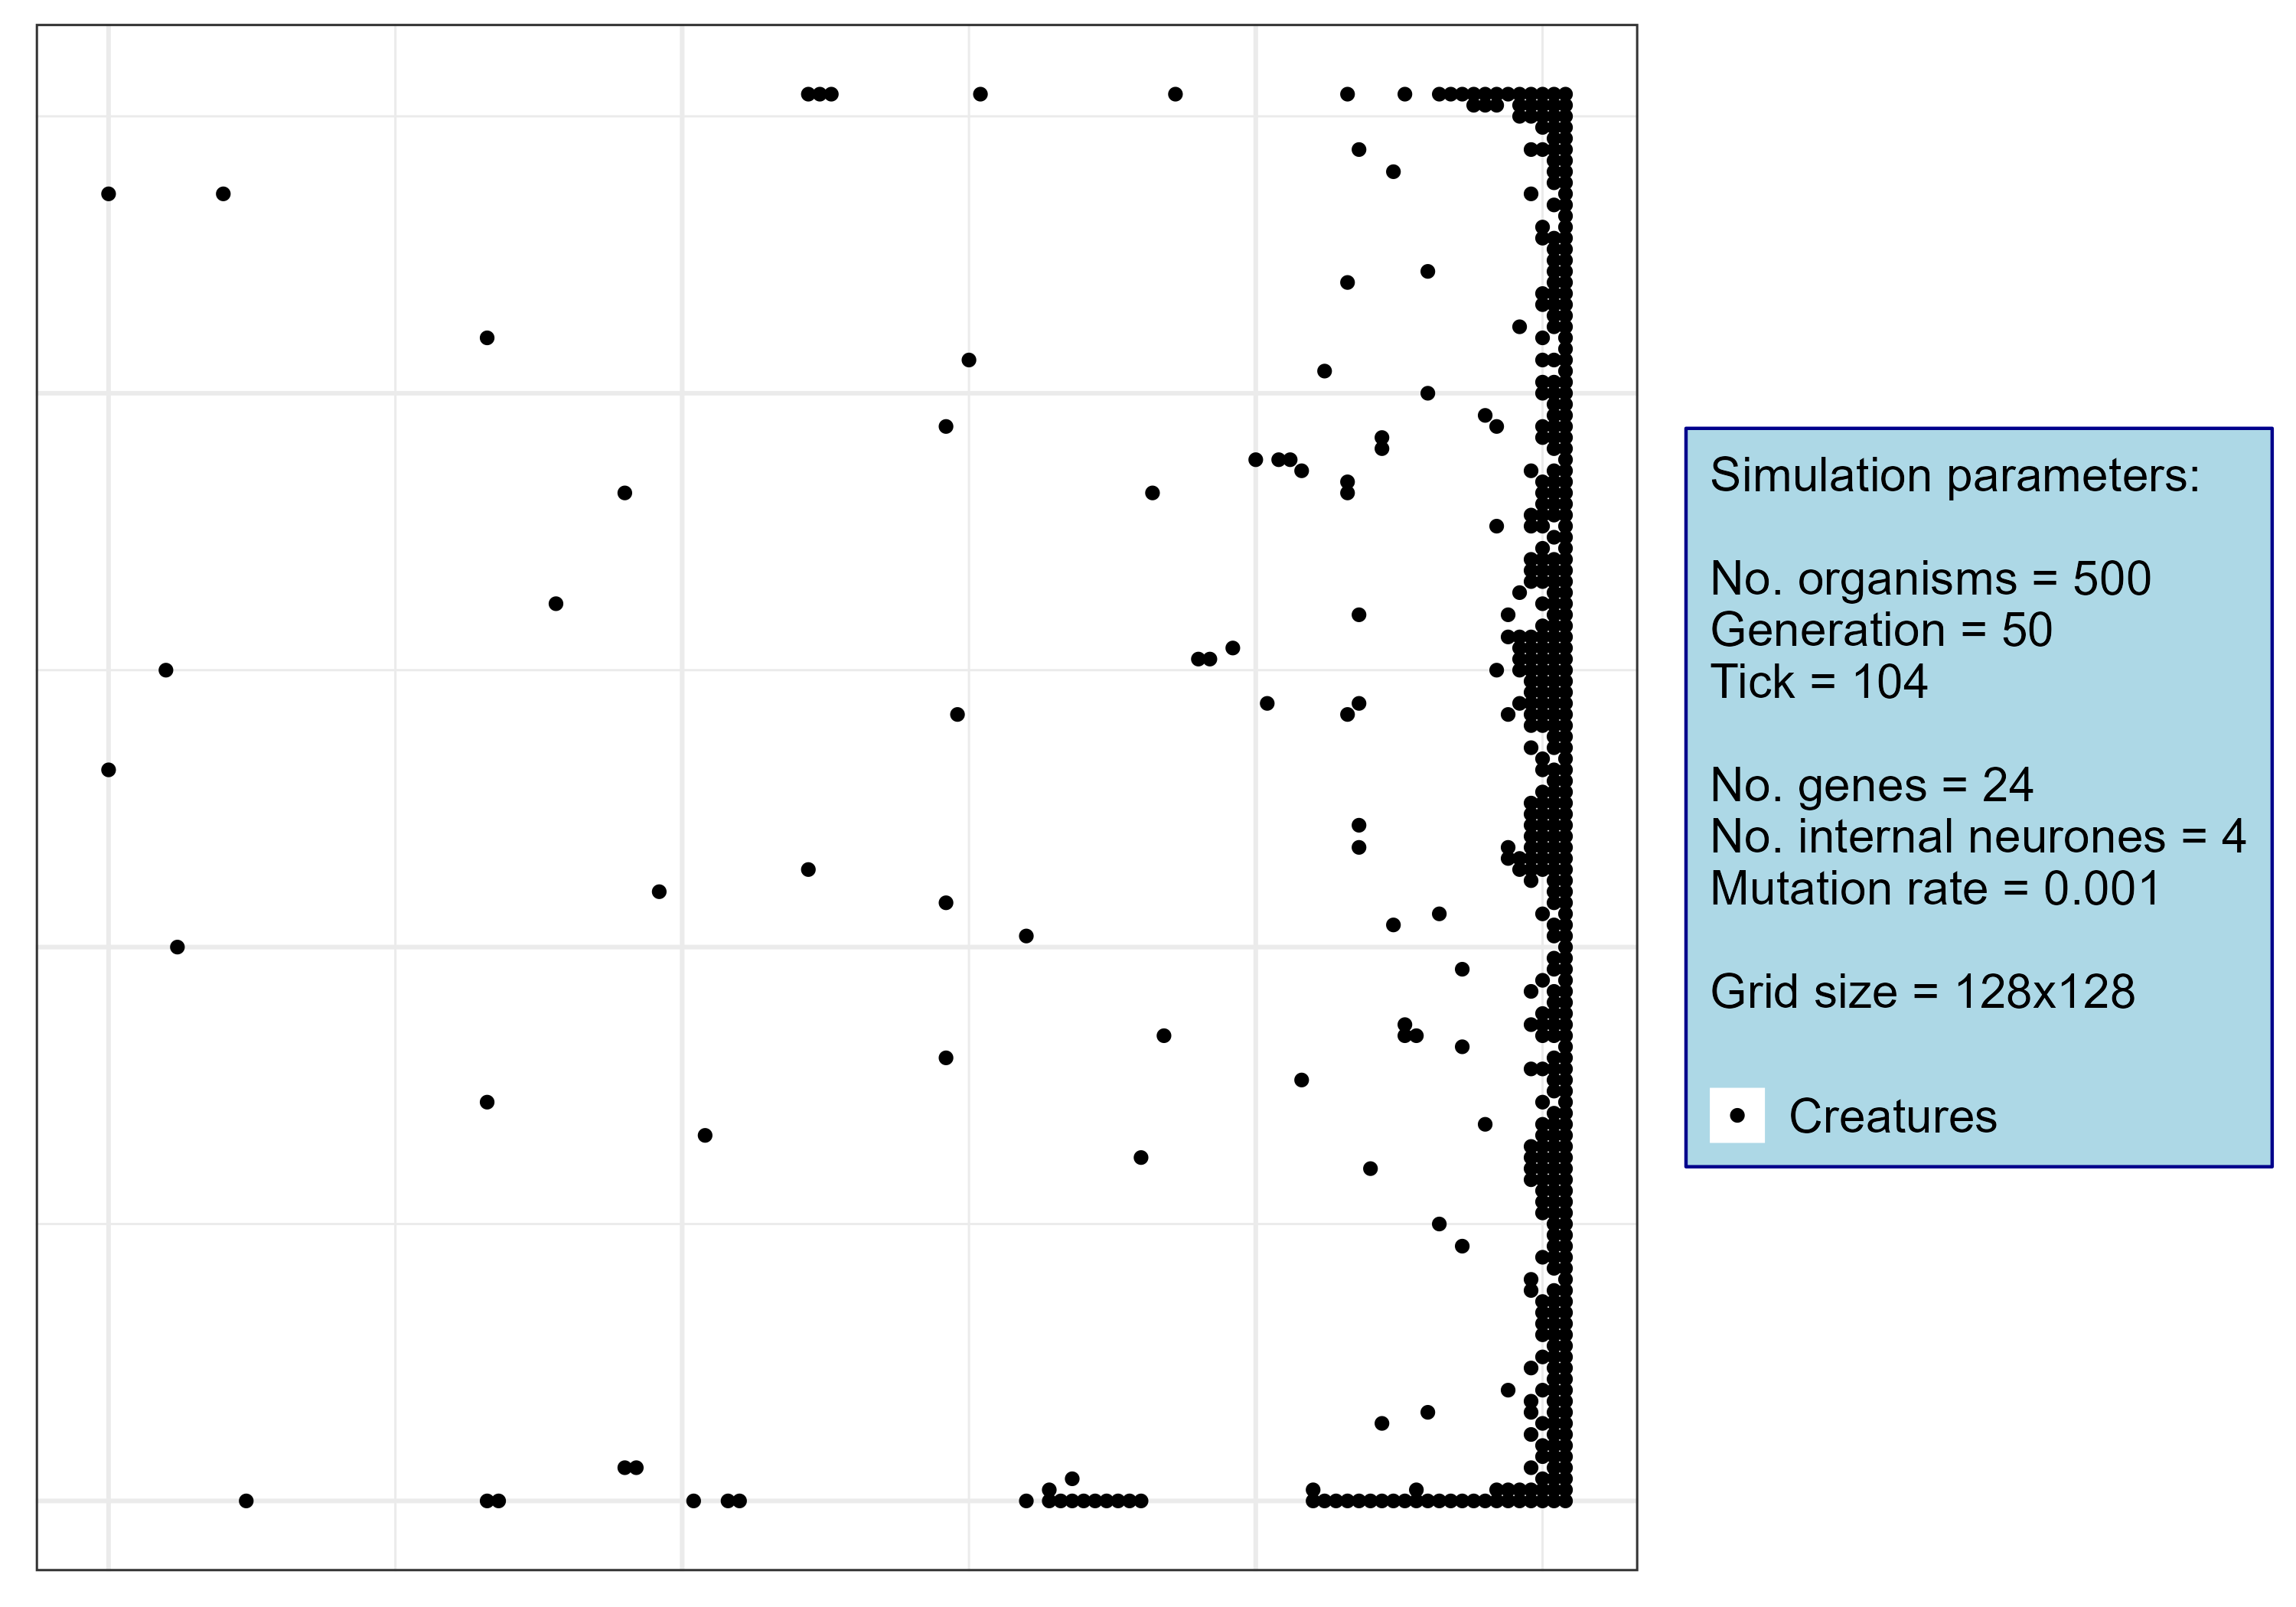 Simulation parameters:
No. organisms = 500
Generation = 50
Tick = 104
No. genes = 24
No. internal neurones = 4
Mutation rate = 0.001
Grid size = 128x128
Creatures